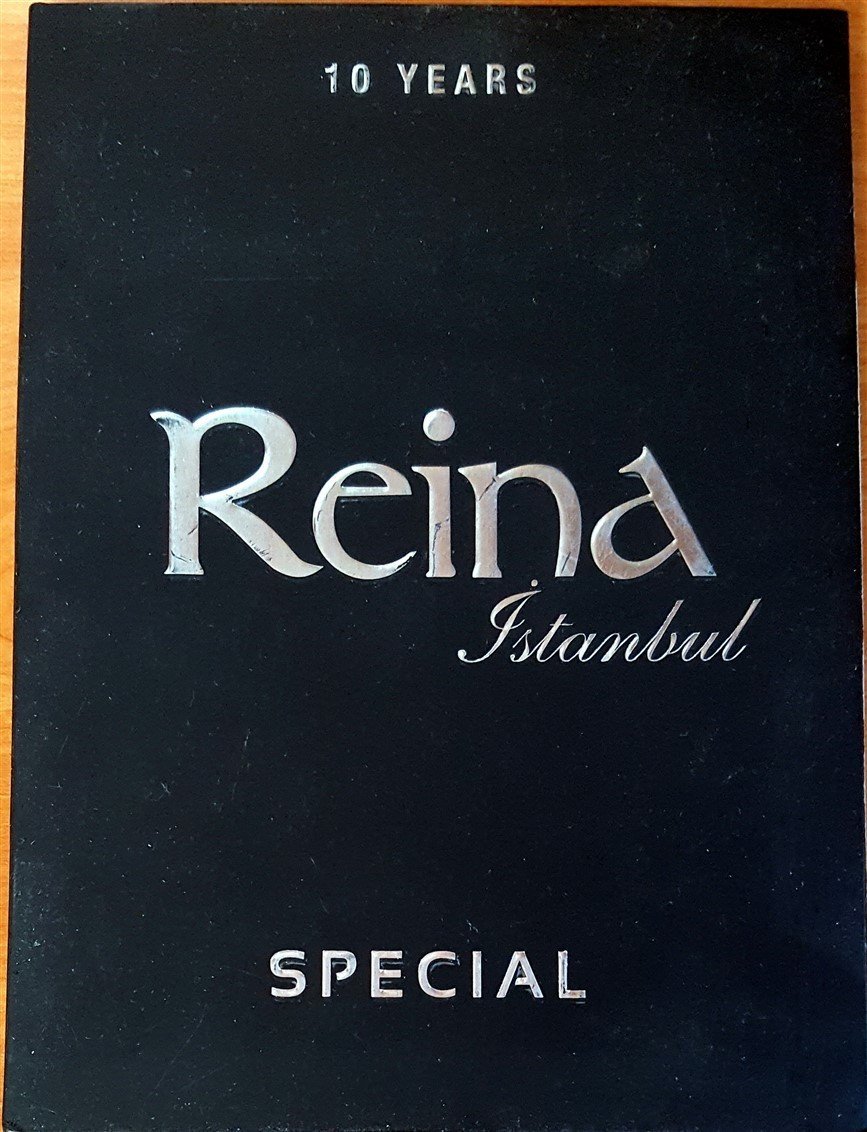 10 YEARS
Reina
İstanbul
SPECIAL